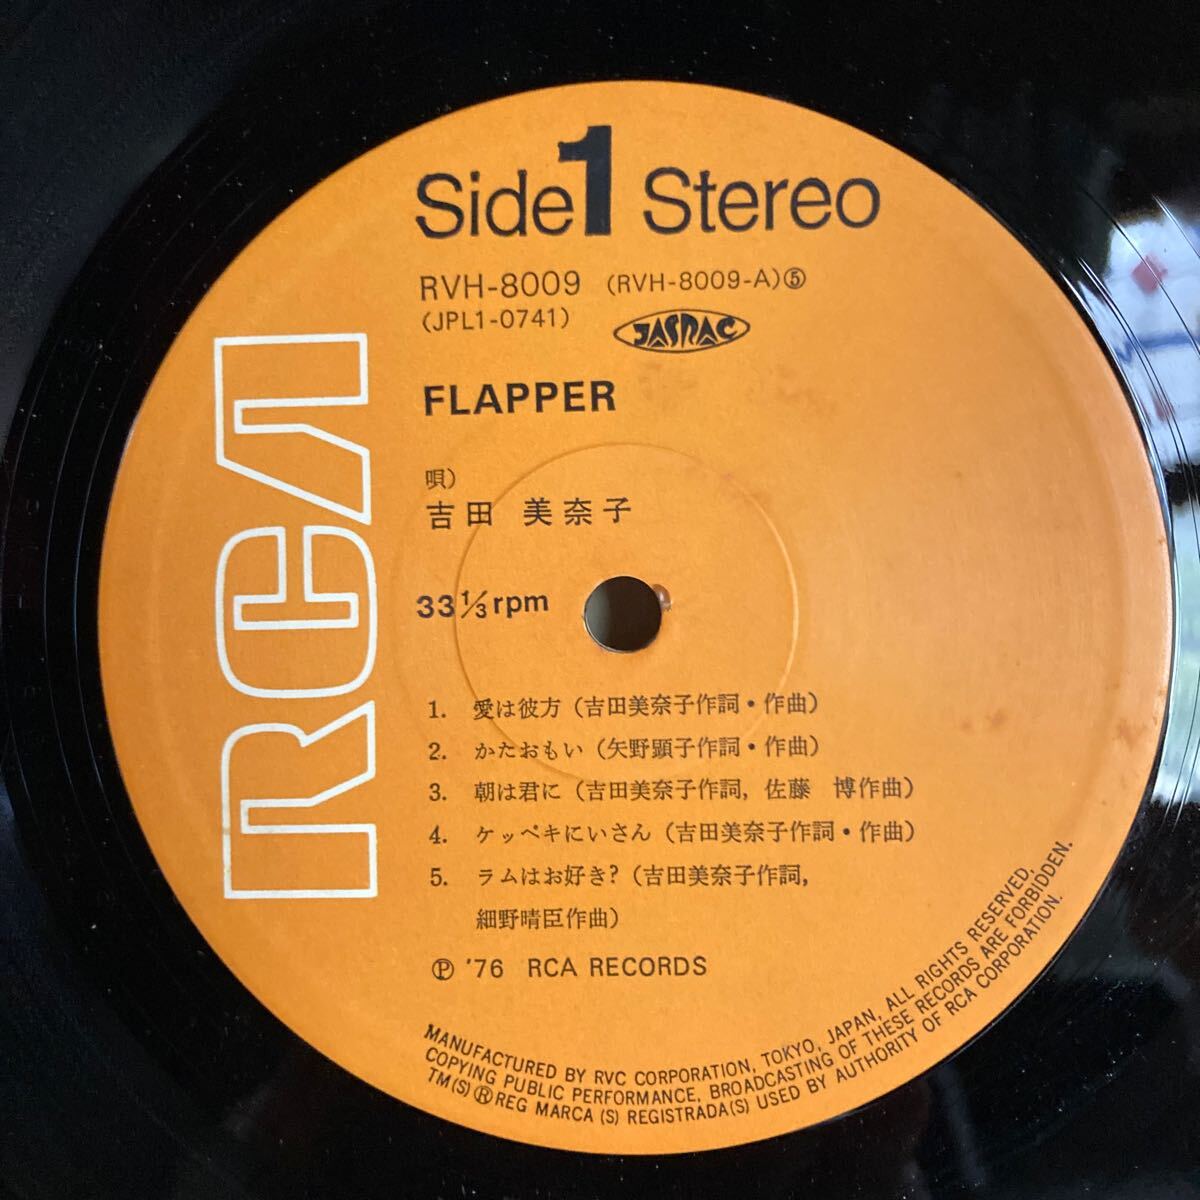 Side 1 Stereo
RVH-8009 (RVH-8009-A)⑤
(JPL1-0741)
JASRAC
FLAPPER
唄)
吉田 美奈子
33⅓rpm
RCA
1. 愛は彼方(吉田美奈子作詞・作曲)
2. かたおもい(矢野顕子作詞・作曲)
3. 朝は君に(吉田美奈子作詞, 佐藤 博作曲)
4. ケッペキにいさん(吉田美奈子作詞・作曲)
5. ラムはお好き?(吉田美奈子作詞,
細野晴臣作曲)
Ⓟ '76 RCA RECORDS
MANUFACTURED BY RVC CORPORATION, TOKYO, JAPAN, ALL RIGHTS RESERVED,
COPYING PUBLIC PERFORMANCE, BROADCASTING OF THESE RECORDS ARE FORBIDDEN.
TM(S) ® REG MARCA (S) REGISTRADA(S) USED BY AUTHORITY OF RCA CORPORATION.